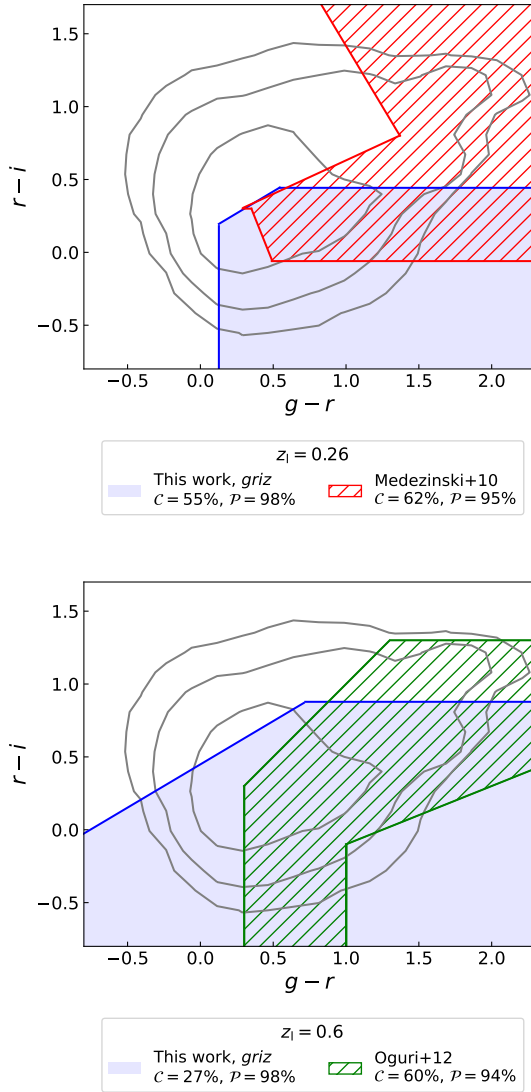 1.5
1.0
0.5
0.0
−0.5
r − i
−0.5 0.0 0.5 1.0 1.5 2.0
g − r
z_l = 0.26
This work, griz
𝒞 = 55%, 𝒫 = 98%
Medezinski+10
𝒞 = 62%, 𝒫 = 95%
1.5
1.0
0.5
0.0
−0.5
r − i
−0.5 0.0 0.5 1.0 1.5 2.0
g − r
z_l = 0.6
This work, griz
𝒞 = 27%, 𝒫 = 98%
Oguri+12
𝒞 = 60%, 𝒫 = 94%